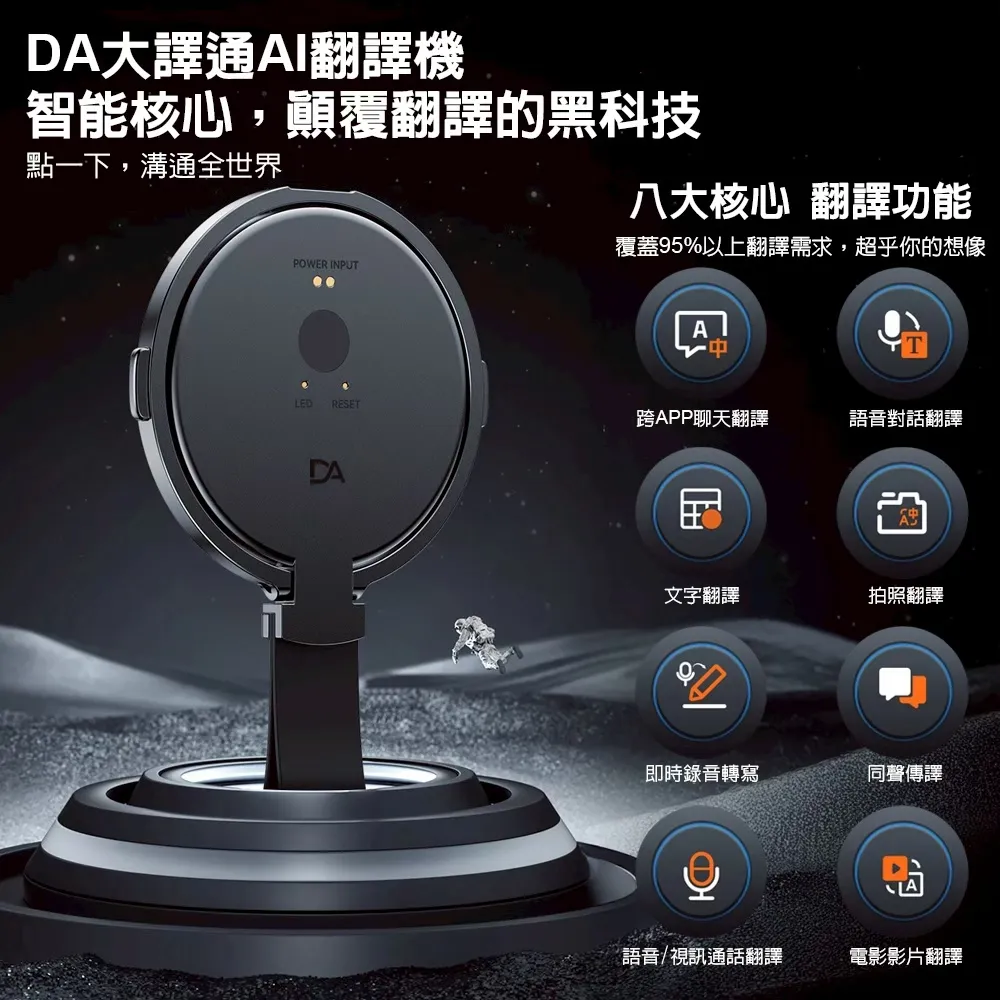 DA大譯通AI翻譯機
智能核心，顛覆翻譯的黑科技
點一下，溝通全世界
八大核心 翻譯功能
覆蓋95%以上翻譯需求，超乎你的想像
POWER INPUT
LED RESET
DA
A中
T
跨APP聊天翻譯
語音對話翻譯
中A
文字翻譯
拍照翻譯
即時錄音轉寫
同聲傳譯
A
語音/視訊通話翻譯
電影影片翻譯